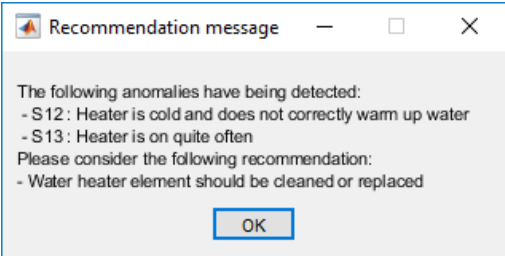 Recommendation message
The following anomalies have being detected:
- S12 : Heater is cold and does not correctly warm up water
- S13 : Heater is on quite often
Please consider the following recommendation:
- Water heater element should be cleaned or replaced
OK